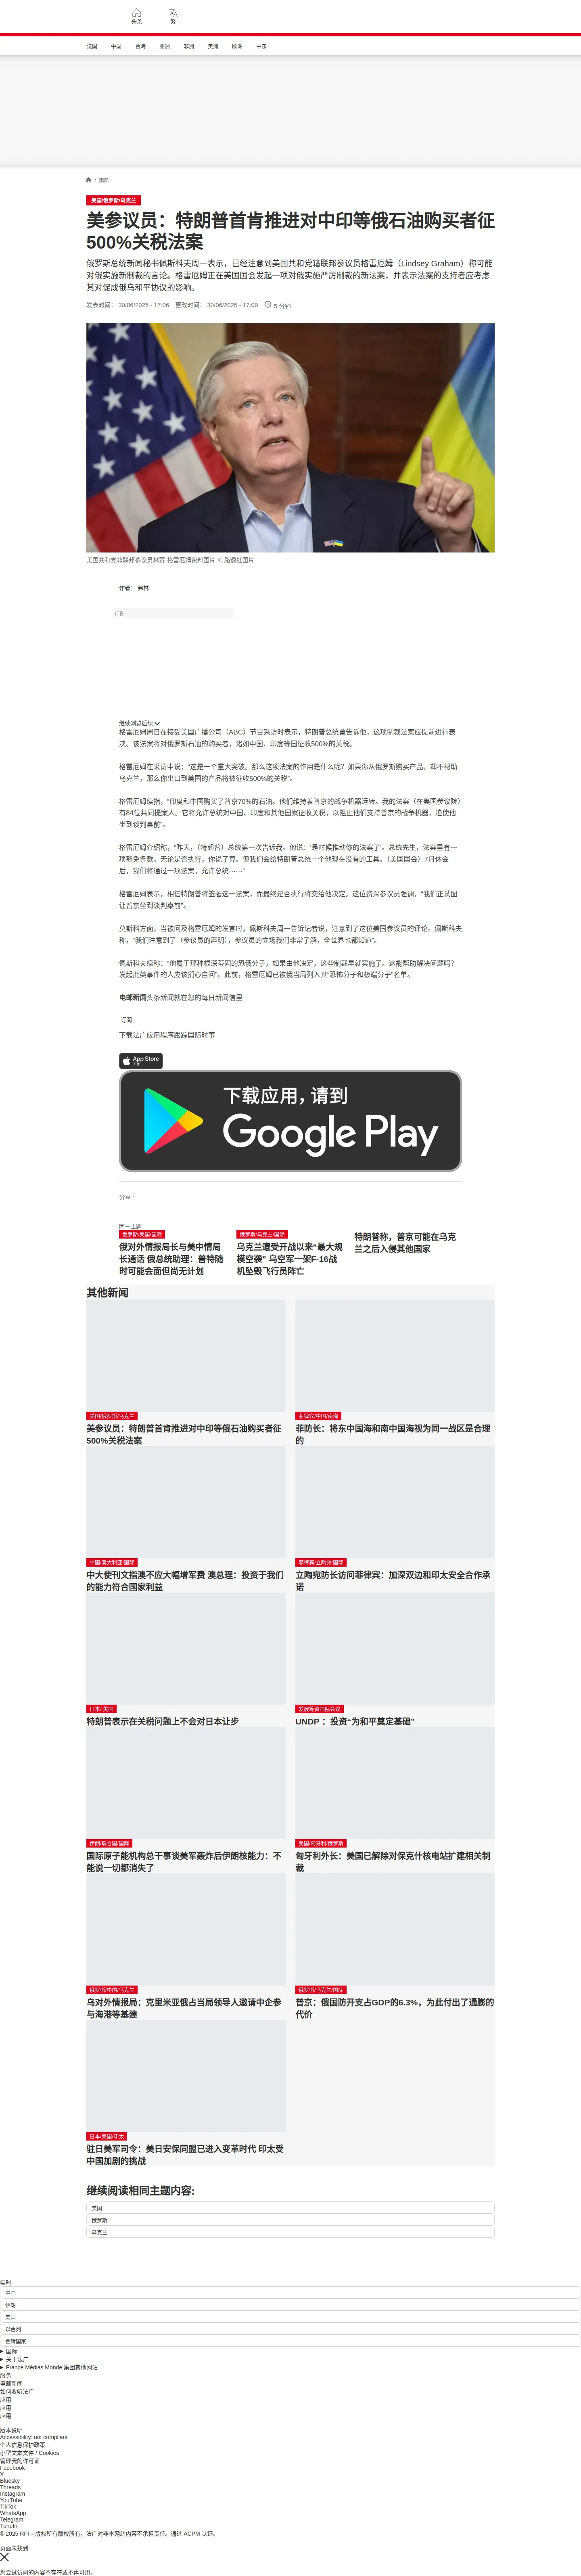 头条
繁
法国 中国 台海 亚洲 非洲 美洲 欧洲 中东
/ 国际
美国/俄罗斯/乌克兰
美参议员：特朗普首肯推进对中印等俄石油购买者征
500%关税法案
俄罗斯总统新闻秘书佩斯科夫周一表示，已经注意到美国共和党籍联邦参议员格雷厄姆（Lindsey Graham）称可能
对俄实施新制裁的言论。格雷厄姆正在美国国会发起一项对俄实施严厉制裁的新法案，并表示法案的支持者应考虑
其对促成俄乌和平协议的影响。
发表时间： 30/06/2025 - 17:06 更改时间： 30/06/2025 - 17:09 5 分钟
美国共和党籍联邦参议员林赛·格雷厄姆资料图片 © 路透社图片
作者： 弗林
广告
继续浏览后续
格雷厄姆周日在接受美国广播公司（ABC）节目采访时表示，特朗普总统曾告诉他，这项制裁法案应提前进行表
决。该法案将对俄罗斯石油的购买者，诸如中国、印度等国征收500%的关税。
格雷厄姆在采访中说：“这是一个重大突破。那么这项法案的作用是什么呢？如果你从俄罗斯购买产品，却不帮助
乌克兰，那么你出口到美国的产品将被征收500%的关税”。
格雷厄姆续指，“印度和中国购买了普京70%的石油。他们维持着普京的战争机器运转。我的法案（在美国参议院）
有84位共同提案人。它将允许总统对中国、印度和其他国家征收关税，以阻止他们支持普京的战争机器，迫使他
坐到谈判桌前”。
格雷厄姆介绍称，“昨天，（特朗普）总统第一次告诉我。他说：‘是时候推动你的法案了’。总统先生，法案里有一
项豁免条款。无论是否执行，你说了算。但我们会给特朗普总统一个他现在没有的工具。（美国国会）7月休会
后，我们将通过一项法案，允许总统······”
格雷厄姆表示，相信特朗普将签署这一法案，而最终是否执行将交给他决定。这位资深参议员强调，“我们正试图
让普京坐到谈判桌前”。
莫斯科方面，当被问及格雷厄姆的发言时，佩斯科夫周一告诉记者说，注意到了这位美国参议员的评论。佩斯科夫
称，“我们注意到了（参议员的声明），参议员的立场我们非常了解，全世界也都知道”。
佩斯科夫续称：“他属于那种根深蒂固的恐俄分子，如果由他决定，这些制裁早就实施了。这能帮助解决问题吗？
发起此类事件的人应该扪心自问”。此前，格雷厄姆已被俄当局列入其“恐怖分子和极端分子”名单。
电邮新闻头条新闻就在您的每日新闻信里
订阅
下载法广应用程序跟踪国际时事
App Store
下载应用，请到
Google Play
分享 :
同一主题
俄罗斯/美国/国际
俄对外情报局长与美中情局
长通话 俄总统助理：普特随
时可能会面但尚无计划
俄罗斯/乌克兰/国际
乌克兰遭受开战以来“最大规
模空袭” 乌空军一架F-16战
机坠毁飞行员阵亡
特朗普称，普京可能在乌克
兰之后入侵其他国家
其他新闻
美国/俄罗斯/乌克兰
美参议员：特朗普首肯推进对中印等俄石油购买者征
500%关税法案
菲律宾/中国/南海
菲防长：将东中国海和南中国海视为同一战区是合理
的
中国/澳大利亚/国际
中大使刊文指澳不应大幅增军费 澳总理：投资于我们
的能力符合国家利益
菲律宾/立陶宛/国际
立陶宛防长访问菲律宾：加深双边和印太安全合作承
诺
日本/ 美国
特朗普表示在关税问题上不会对日本让步
发展筹资国际会议
UNDP ：投资“为和平奠定基础”
伊朗/联合国/国际
国际原子能机构总干事谈美军轰炸后伊朗核能力：不
能说一切都消失了
美国/匈牙利/俄罗斯
匈牙利外长：美国已解除对保克什核电站扩建相关制
裁
俄罗斯/中国/乌克兰
乌对外情报局：克里米亚俄占当局领导人邀请中企参
与海港等基建
俄罗斯/乌克兰/国际
普京：俄国防开支占GDP的6.3%，为此付出了通膨的
代价
日本/美国/印太
驻日美军司令：美日安保同盟已进入变革时代 印太受
中国加剧的挑战
继续阅读相同主题内容:
美国
俄罗斯
乌克兰
实时
中国
伊朗
美国
以色列
金砖国家
国际
关于法广
France Médias Monde 集团其他网站
服务
电邮新闻
如何收听法广
应用
应用
应用
版本说明
Accessibility: not compliant
个人信息保护政策
小型文本文件 / Cookies
管理我的许可证
Facebook
X
Bluesky
Threads
Instagram
YouTube
TikTok
WhatsApp
Telegram
TuneIn
© 2025 RFI – 版权所有版权所有。法广对非本网站内容不承担责任。通过 ACPM 认证。
页面未找到
您尝试访问的内容不存在或不再可用。